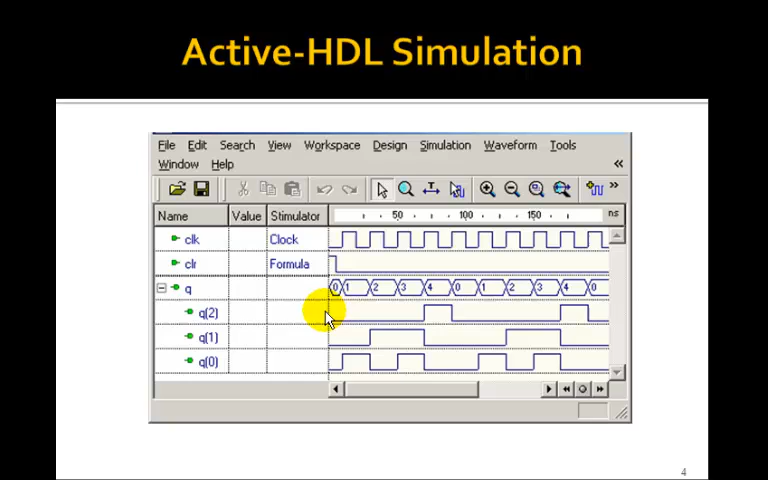 Active-HDL Simulation
File Edit Search View Workspace Design Simulation Waveform Tools
Window Help «
T »
Name Value Stimulator 50 100 150 ns
clk Clock
clr Formula
q 0 1 2 3 4 0 1 2 3 4 0
q(2)
q(1)
q(0)
4